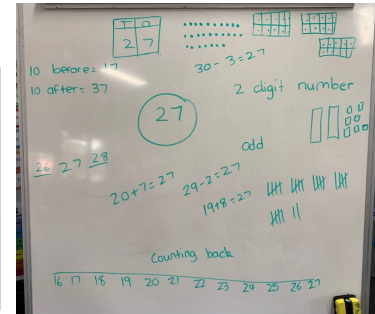 T O
2 7
30 - 3 = 27
10 before = 17
10 after = 37
2 digit number
27
odd
26 27 28
20 + 7 = 27
29 - 2 = 27
19 + 8 = 27
Counting back
16 17 18 19 20 21 22 23 24 25 26 27